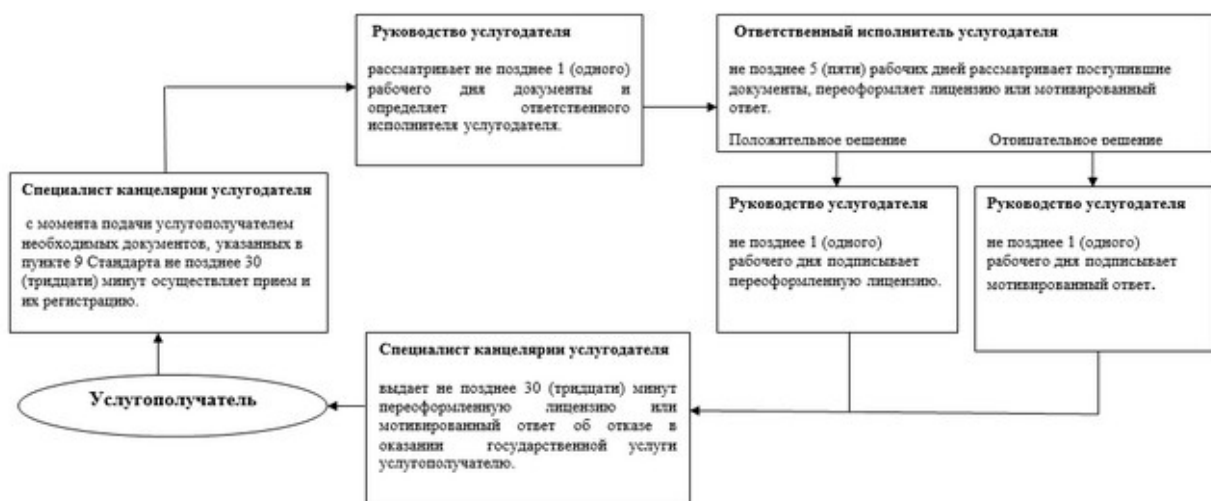 Руководство услугодателя
рассматривает не позднее 1 (одного)
рабочего дня документы и
определяет ответственного
исполнителя услугодателя.
Ответственный исполнитель услугодателя
не позднее 5 (пяти) рабочих дней рассматривает поступившие
документы, переоформляет лицензию или мотивированный
ответ.
Положительное решение
Отрицательное решение
Специалист канцелярии услугодателя
с момента подачи услугополучателем
необходимых документов, указанных в
пункте 9 Стандарта не позднее 30
(тридцати) минут осуществляет прием и
их регистрацию.
Руководство услугодателя
не позднее 1 (одного)
рабочего дня подписывает
переоформленную лицензию.
Руководство услугодателя
не позднее 1 (одного)
рабочего дня подписывает
мотивированный ответ.
Специалист канцелярии услугодателя
выдает не позднее 30 (тридцати) минут
переоформленную лицензию или
мотивированный ответ об отказе в
оказании государственной услуги
услугополучателю.
Услугополучатель